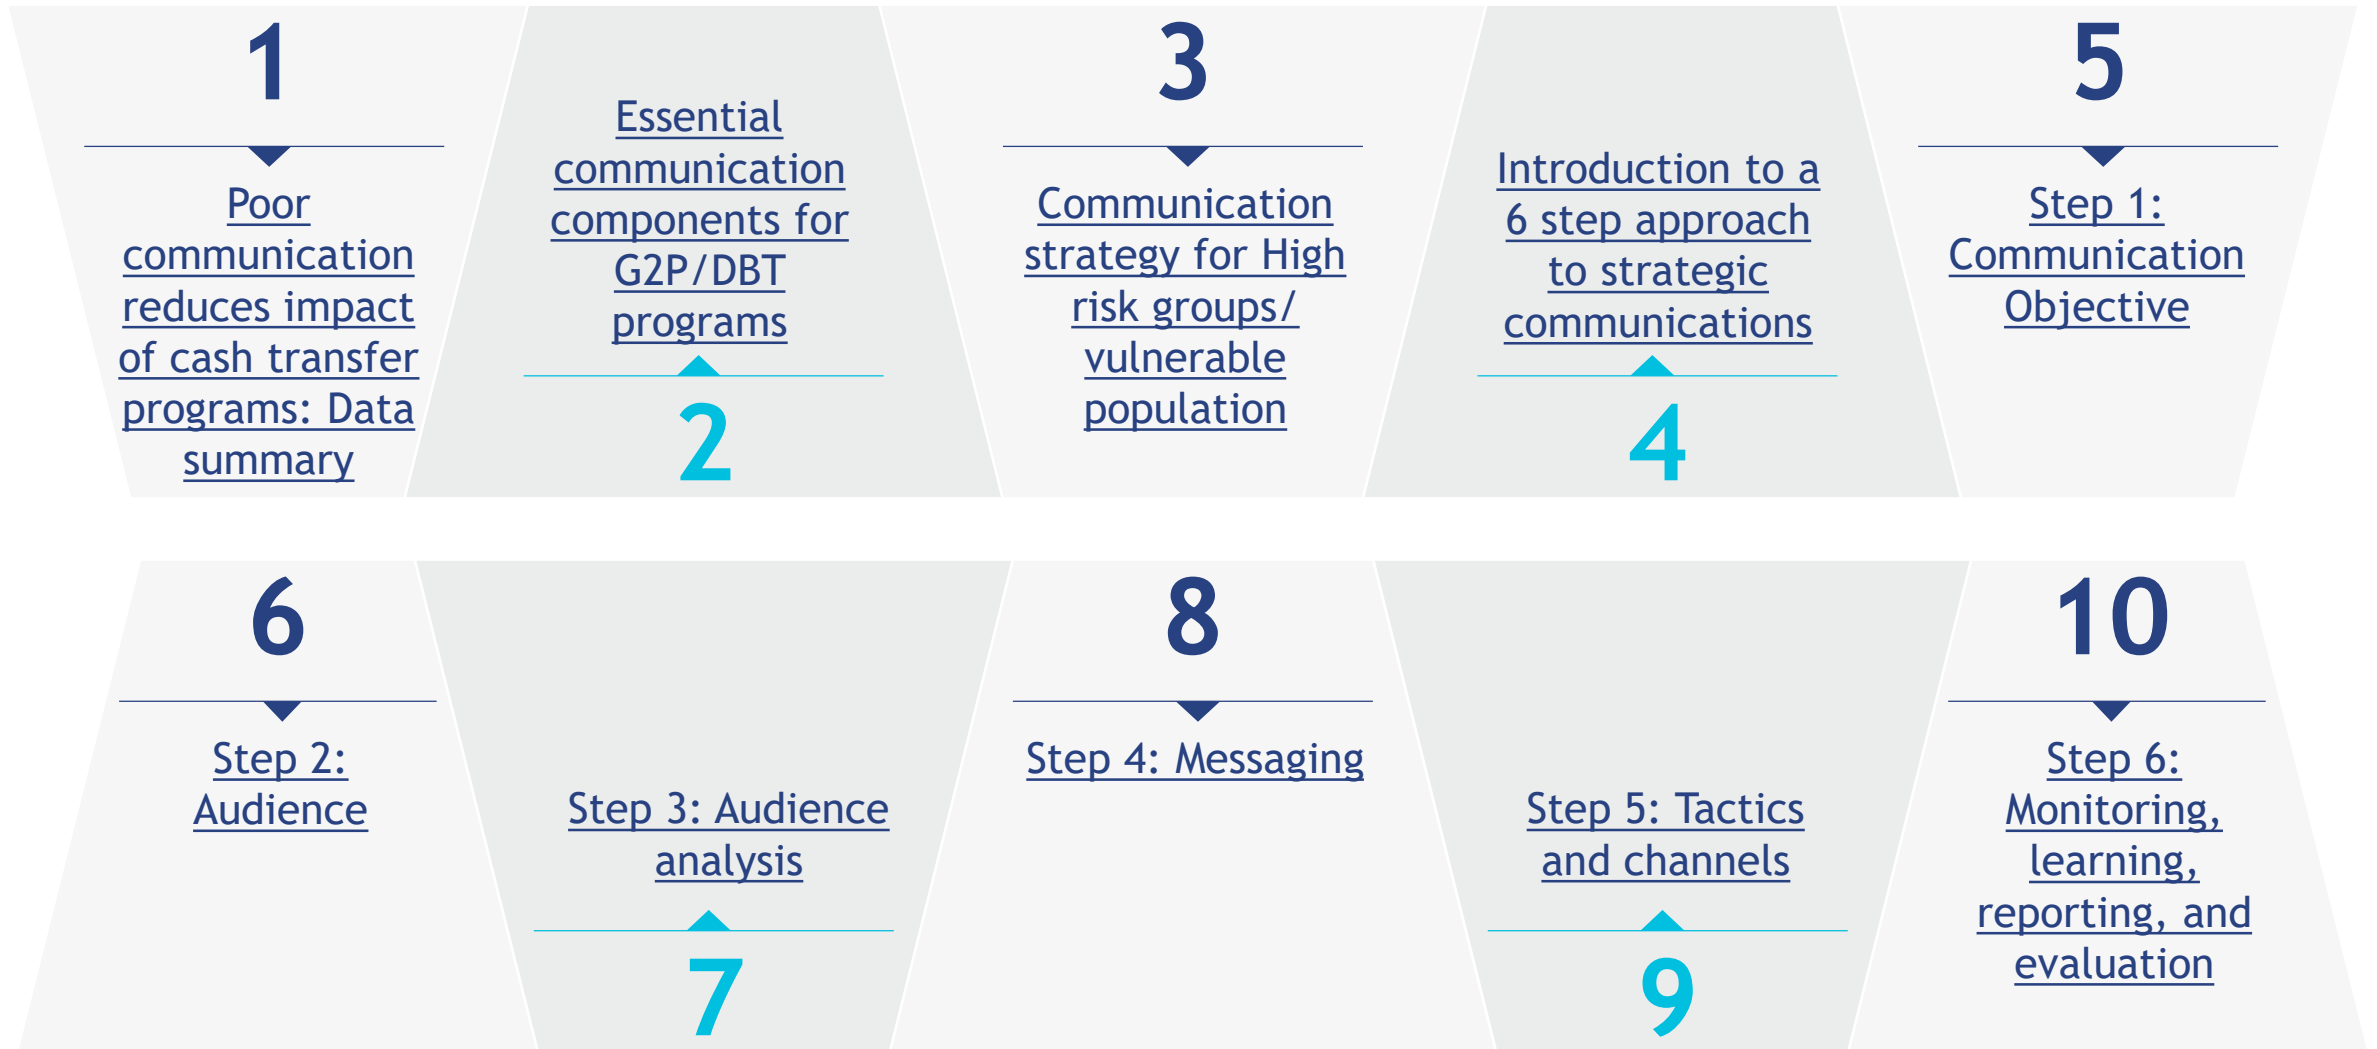 1
Poor
communication
reduces impact
of cash transfer
programs: Data
summary
Essential
communication
components for
G2P/DBT
programs
2
3
Communication
strategy for High
risk groups/
vulnerable
population
Introduction to a
6 step approach
to strategic
communications
4
5
Step 1:
Communication
Objective
6
Step 2:
Audience
Step 3: Audience
analysis
7
8
Step 4: Messaging
Step 5: Tactics
and channels
9
10
Step 6:
Monitoring,
learning,
reporting, and
evaluation